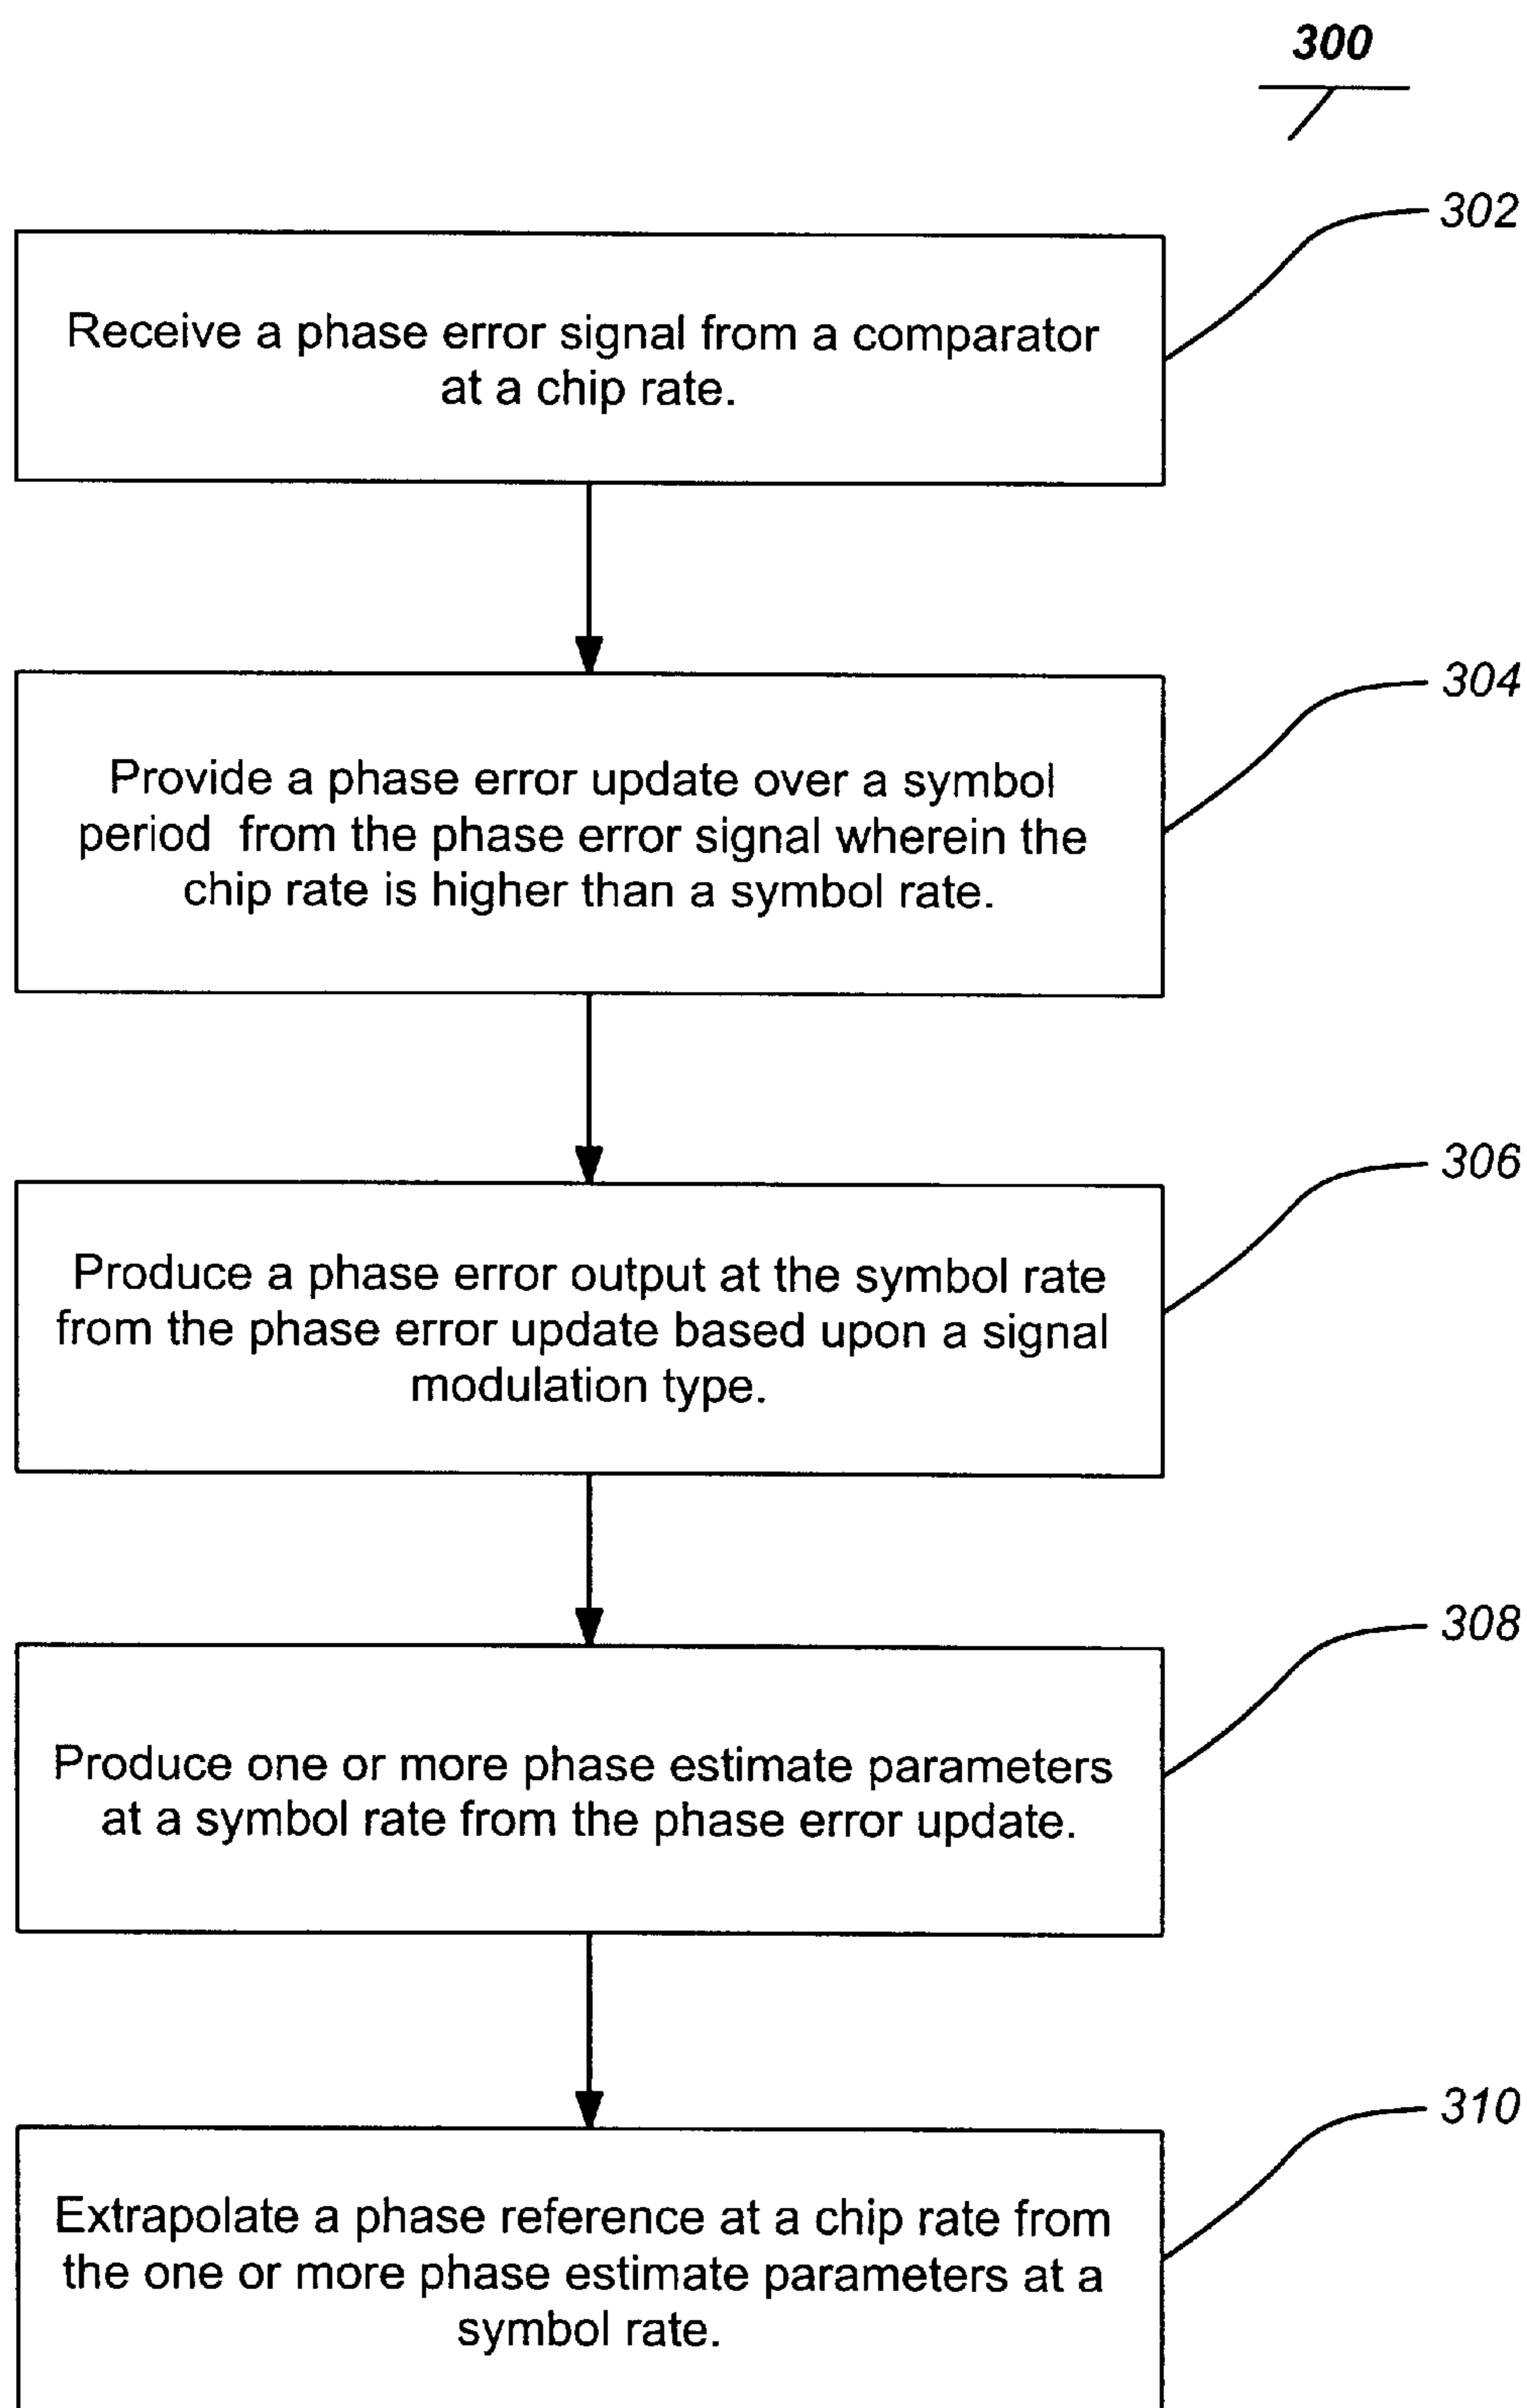 300
302
Receive a phase error signal from a comparator
at a chip rate.
304
Provide a phase error update over a symbol
period from the phase error signal wherein the
chip rate is higher than a symbol rate.
306
Produce a phase error output at the symbol rate
from the phase error update based upon a signal
modulation type.
308
Produce one or more phase estimate parameters
at a symbol rate from the phase error update.
310
Extrapolate a phase reference at a chip rate from
the one or more phase estimate parameters at a
symbol rate.